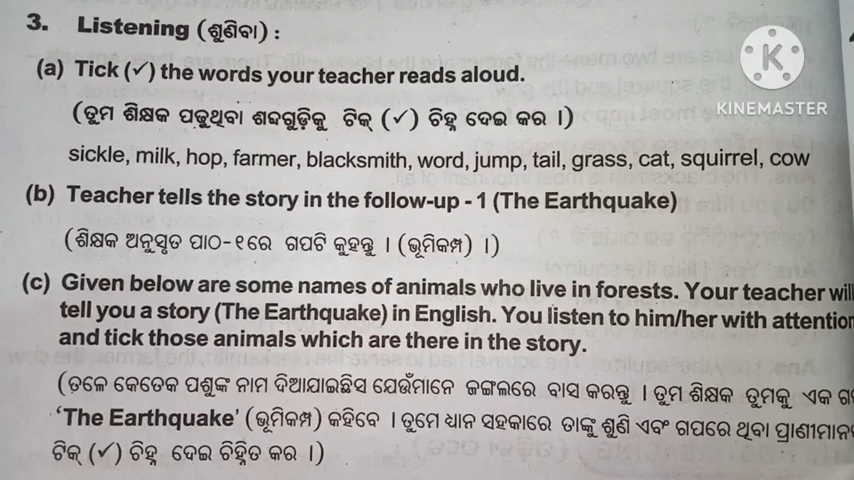 3. Listening (ଶୁଣିବା) :
K
KINEMASTER
(a) Tick (✓) the words your teacher reads aloud.
(ତୁମ ଶିକ୍ଷକ ପଢୁଥିବା ଶବ୍ଦଗୁଡ଼ିକୁ ଟିକ୍ (✓) ଚିହ୍ନ ଦେଇ କର ।)
sickle, milk, hop, farmer, blacksmith, word, jump, tail, grass, cat, squirrel, cow
(b) Teacher tells the story in the follow-up - 1 (The Earthquake)
(ଶିକ୍ଷକ ଅନୁସୃତ ପାଠ-୧ରେ ଗପଟି କୁହନ୍ତୁ । (ଭୂମିକମ୍ପ) ।)
(c) Given below are some names of animals who live in forests. Your teacher will
tell you a story (The Earthquake) in English. You listen to him/her with attention
and tick those animals which are there in the story.
(ତଳେ କେତେକ ପଶୁଙ୍କ ନାମ ଦିଆଯାଇଛିସ ଯେଉଁମାନେ ଜଙ୍ଗଲରେ ବାସ କରନ୍ତୁ । ତୁମ ଶିକ୍ଷକ ତୁମକୁ ଏକ
'The Earthquake' (ଭୂମିକମ୍ପ) କହିବେ । ତୁମେ ଧ୍ୟାନ ସହକାରେ ତାଙ୍କୁ ଶୁଣି ଏବଂ ଗପରେ ଥିବା ପ୍ରାଣୀମାନ
ଟିକ୍ (✓) ଚିହ୍ନ ଦେଇ ଚିହ୍ନିତ କର ।)